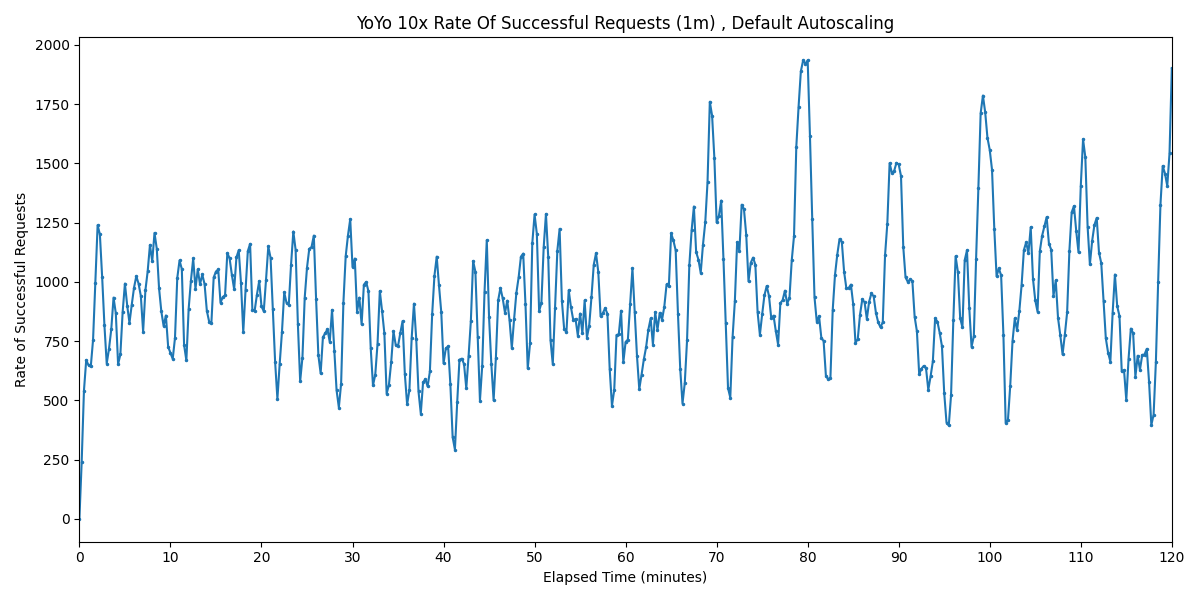 YoYo 10x Rate Of Successful Requests (1m) , Default Autoscaling
Rate of Successful Requests
2000
1750
1500
1250
1000
750
500
250
0
0 10 20 30 40 50 60 70 80 90 100 110 120
Elapsed Time (minutes)